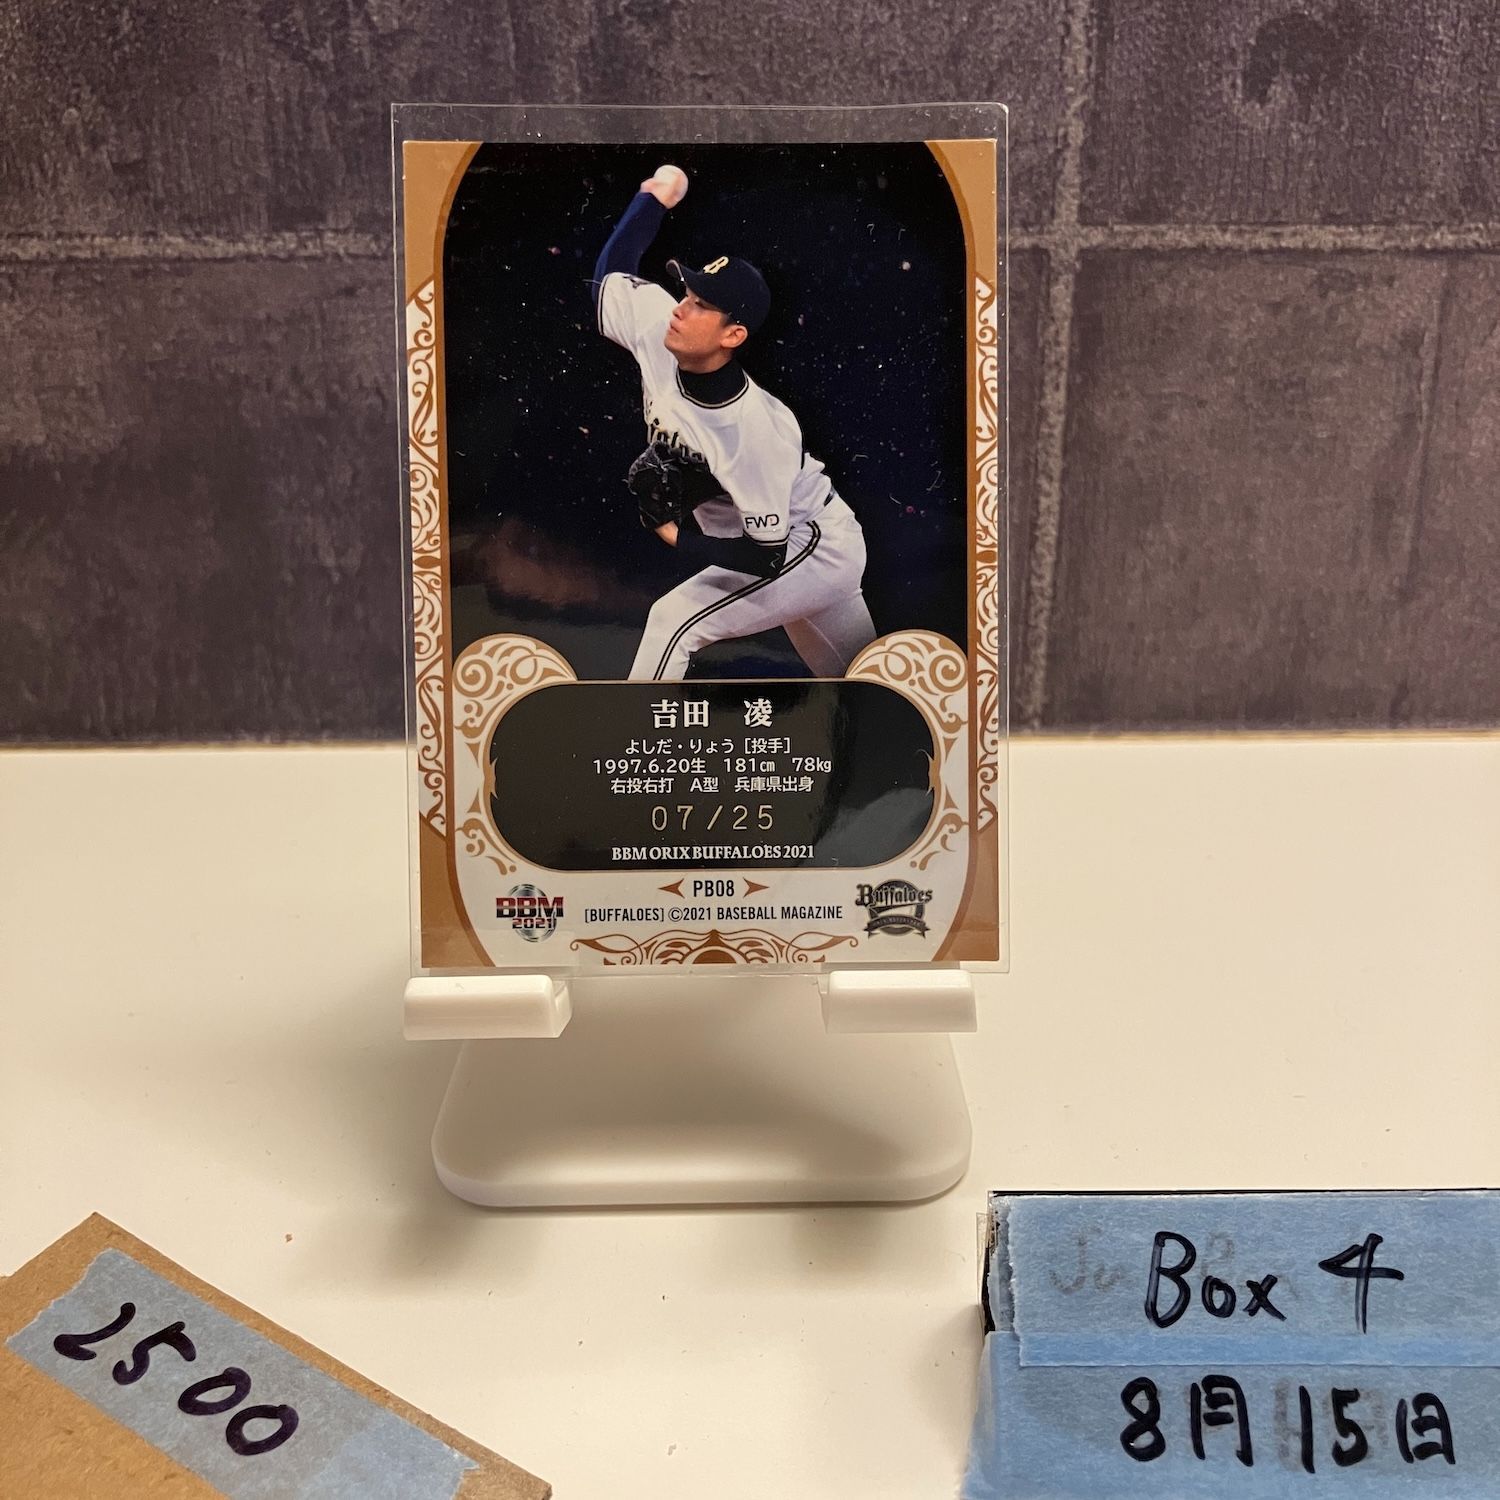 B
FWD
吉田 凌
よしだ・りょう［投手］
1997.6.20生 181㎝ 78㎏
右投右打 A型 兵庫県出身
07/25
BBM ORIX BUFFALOES 2021
PB08
BBM
2021
[BUFFALOES] ©2021 BASEBALL MAGAZINE
Buffaloes
2500
Box 4
8月15日